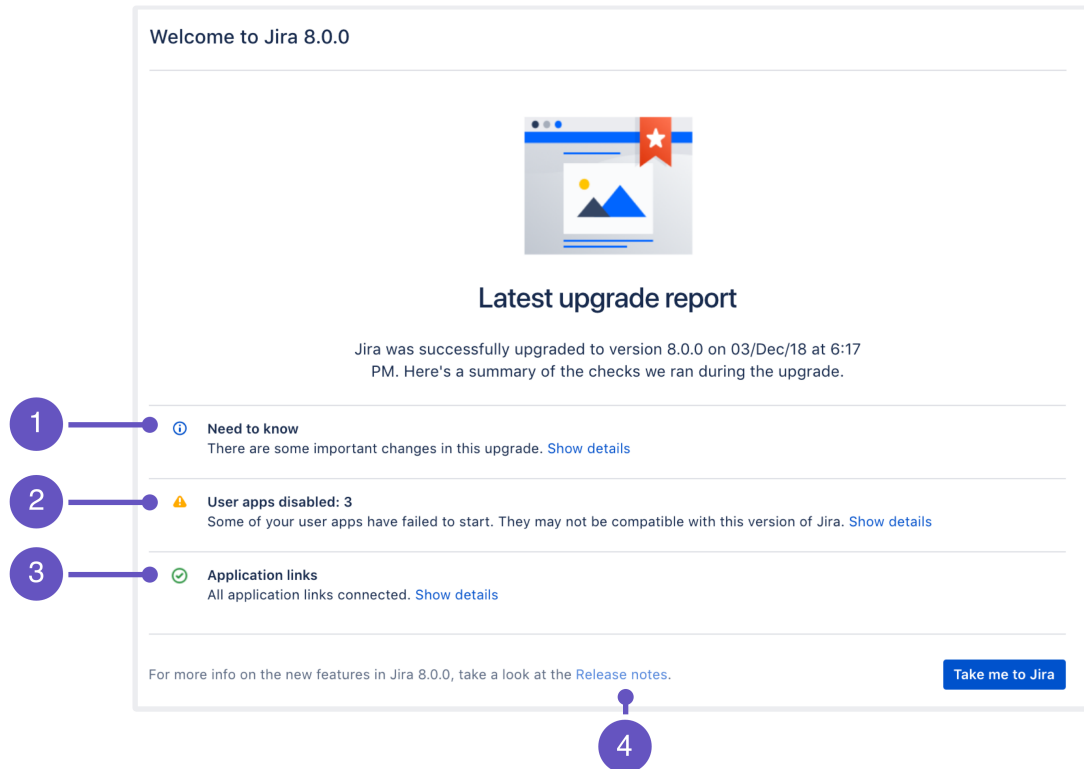 Welcome to Jira 8.0.0
Latest upgrade report
Jira was successfully upgraded to version 8.0.0 on 03/Dec/18 at 6:17
PM. Here's a summary of the checks we ran during the upgrade.
1
Need to know
There are some important changes in this upgrade. Show details
2
User apps disabled: 3
Some of your user apps have failed to start. They may not be compatible with this version of Jira. Show details
3
Application links
All application links connected. Show details
For more info on the new features in Jira 8.0.0, take a look at the Release notes.
Take me to Jira
4